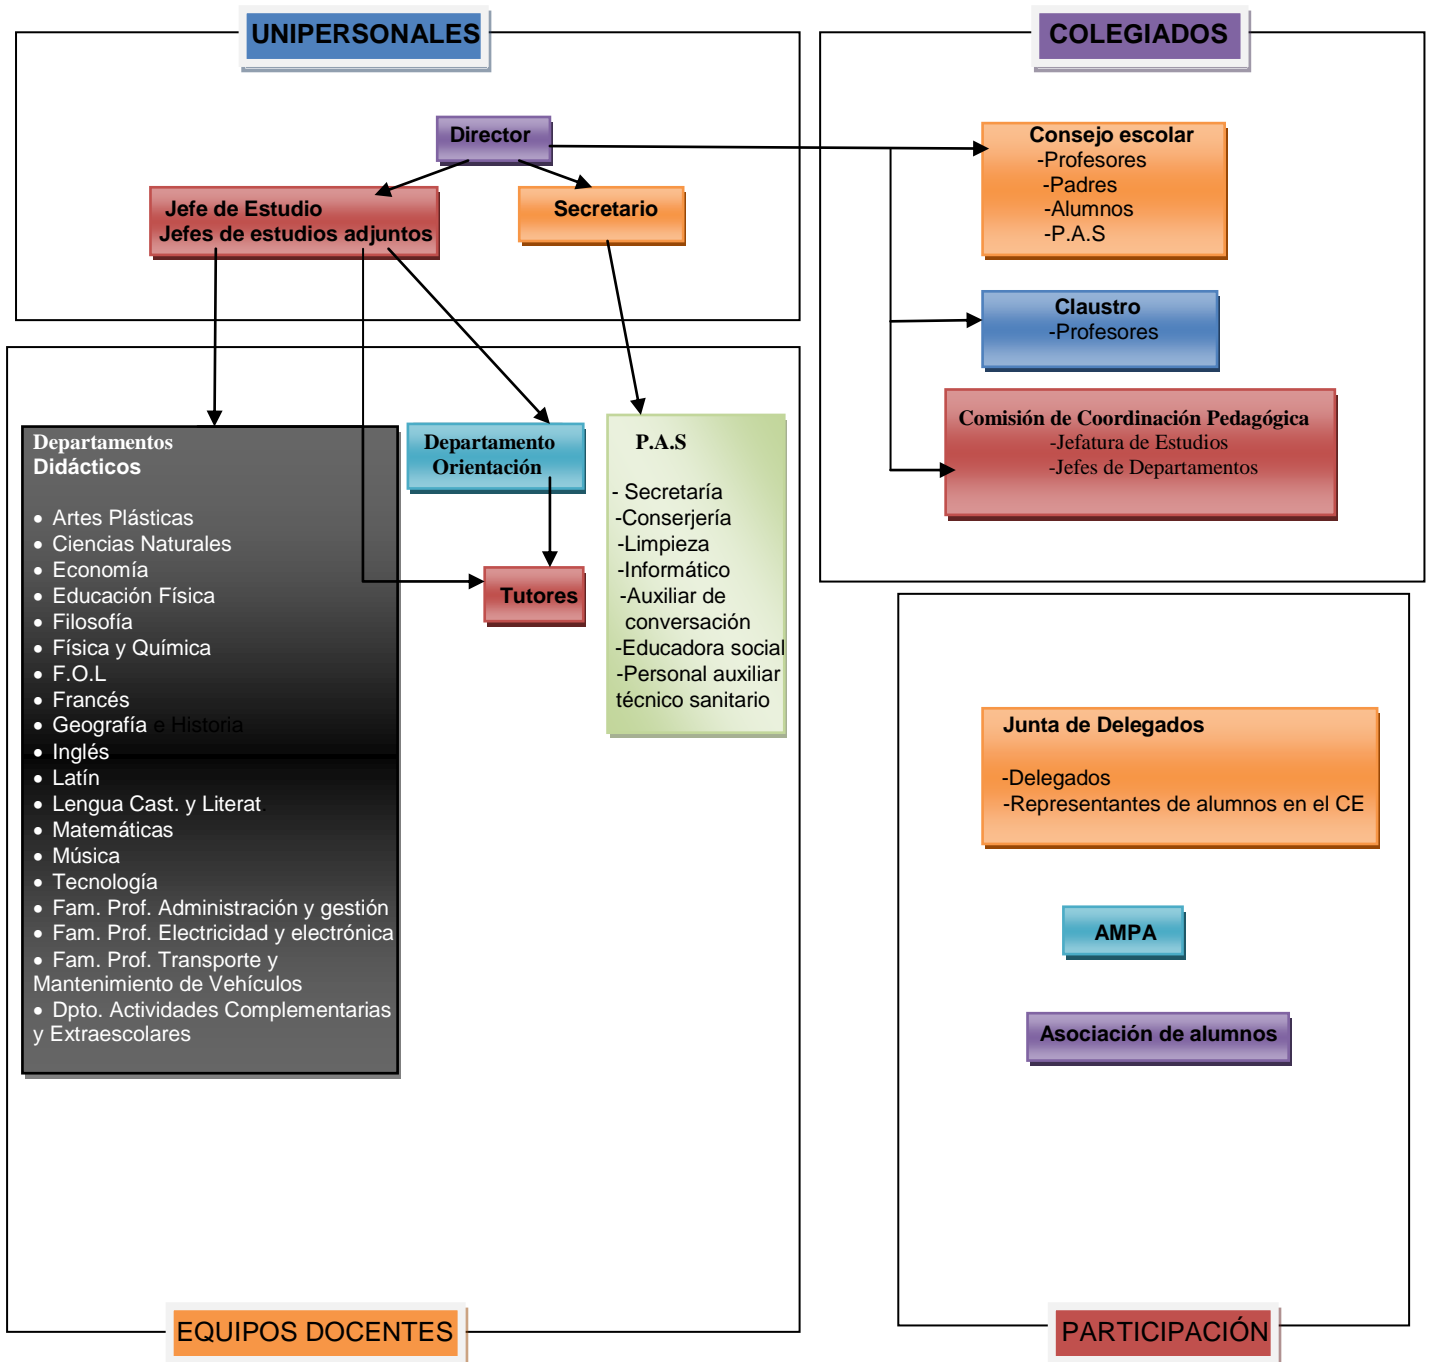 UNIPERSONALES
Director
Jefe de Estudio
Jefes de estudios adjuntos
Secretario
COLEGIADOS
Consejo escolar
-Profesores
-Padres
-Alumnos
-P.A.S
Claustro
-Profesores
Comisión de Coordinación Pedagógica
-Jefatura de Estudios
-Jefes de Departamentos
Departamentos
Didácticos
• Artes Plásticas
• Ciencias Naturales
• Economía
• Educación Física
• Filosofía
• Física y Química
• F.O.L
• Francés
• Geografía e Historia
• Inglés
• Latín
• Lengua Cast. y Literat
• Matemáticas
• Música
• Tecnología
• Fam. Prof. Administración y gestión
• Fam. Prof. Electricidad y electrónica
• Fam. Prof. Transporte y
Mantenimiento de Vehículos
• Dpto. Actividades Complementarias
y Extraescolares
Departamento
Orientación
Tutores
P.A.S
- Secretaría
-Conserjería
-Limpieza
-Informático
-Auxiliar de
conversación
-Educadora social
-Personal auxiliar
técnico sanitario
EQUIPOS DOCENTES
Junta de Delegados
-Delegados
-Representantes de alumnos en el CE
AMPA
Asociación de alumnos
PARTICIPACIÓN